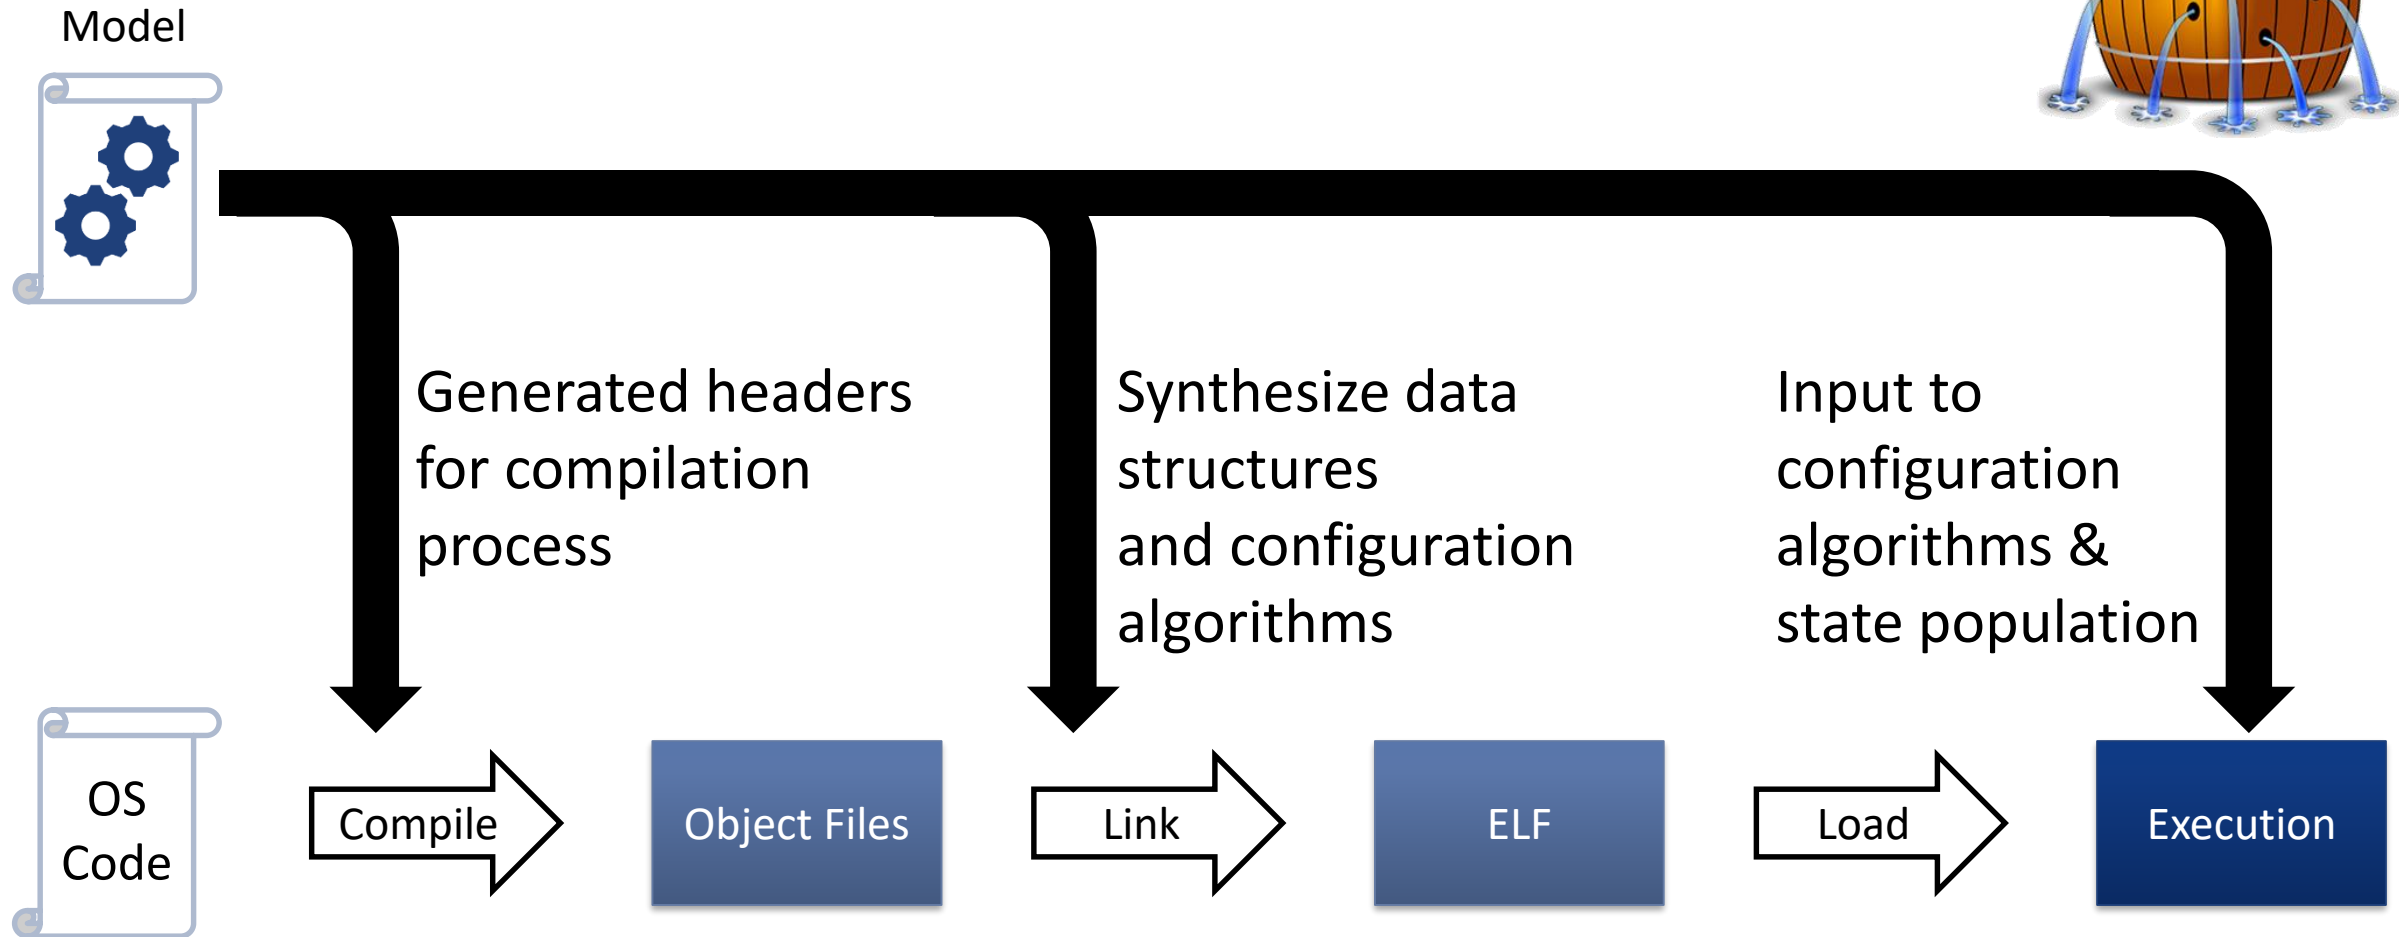 Model
Generated headers
for compilation
process
Synthesize data
structures
and configuration
algorithms
Input to
configuration
algorithms &
state population
OS
Code
Compile
Object Files
Link
ELF
Load
Execution